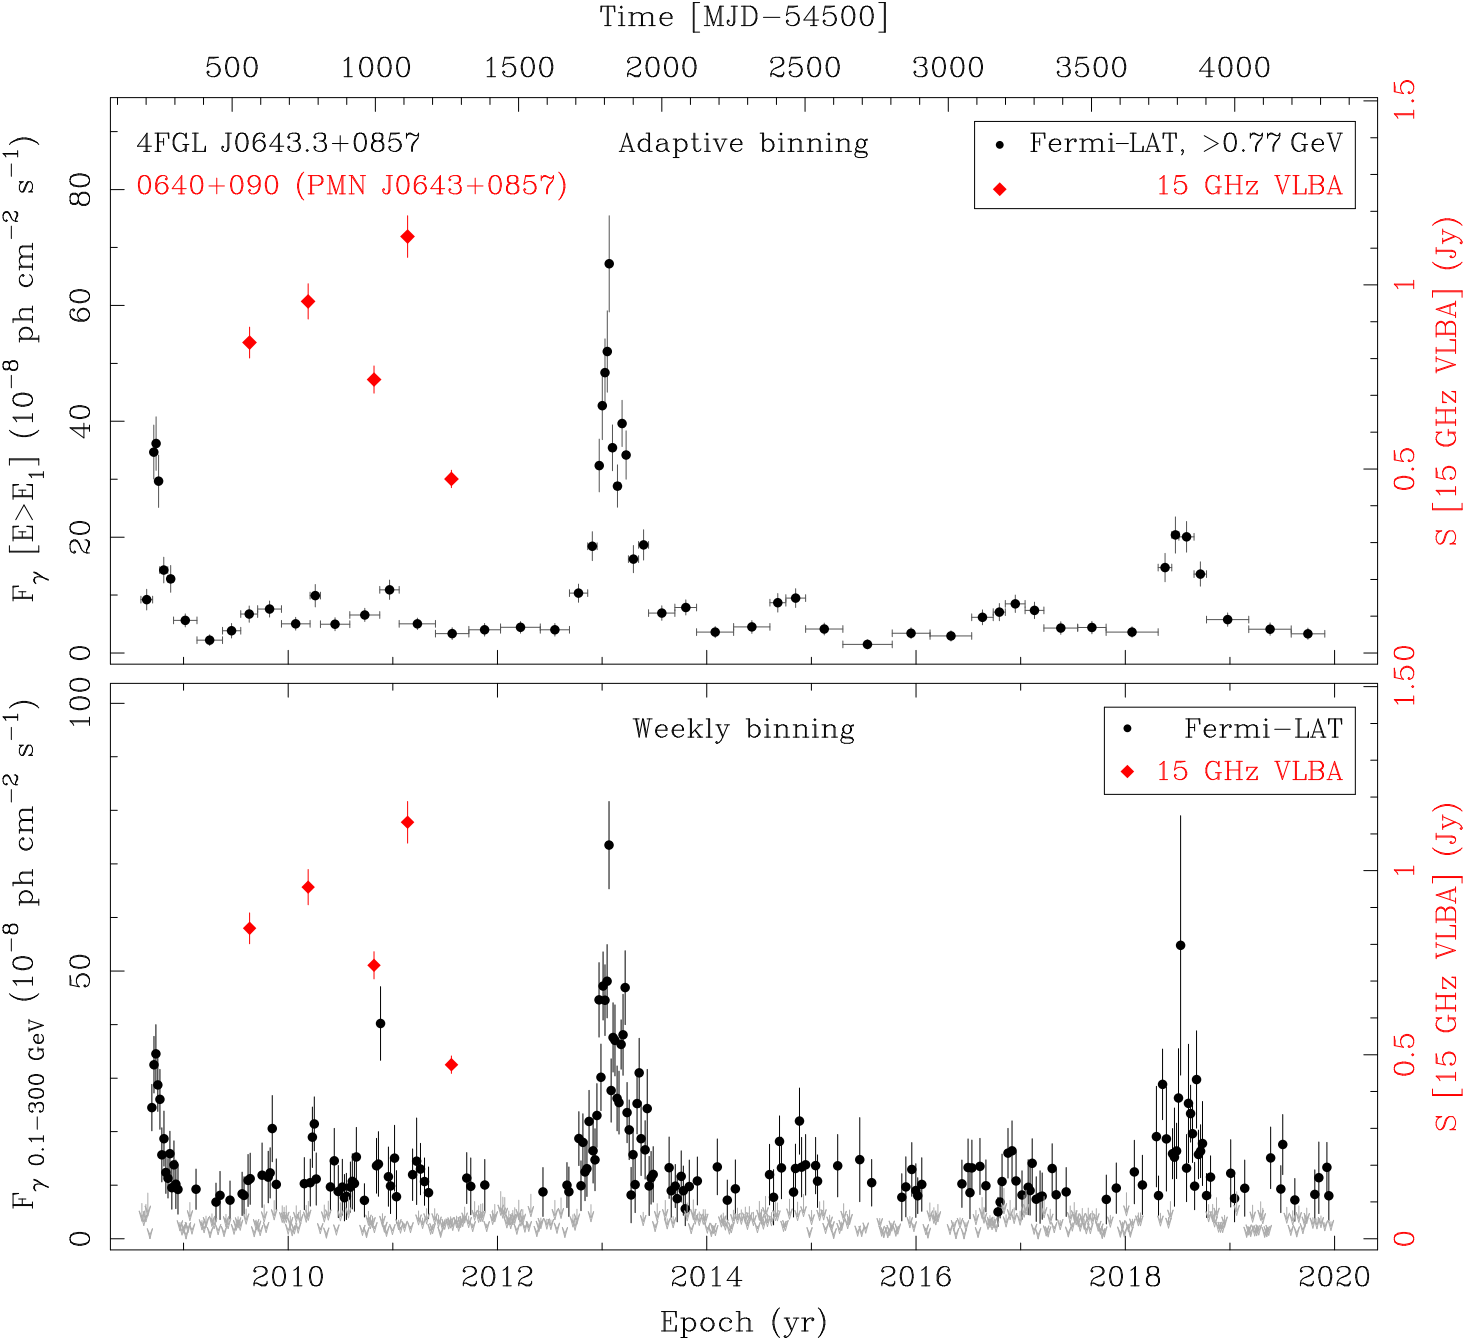 Time [MJD−54500]
500 1000 1500 2000 2500 3000 3500 4000
4FGL J0643.3+0857
0640+090 (PMN J0643+0857)
Adaptive binning
Fermi−LAT, >0.77 GeV
15 GHz VLBA
F γ [E>E1] (10−8 ph cm−2 s−1)
0 20 40 60 80
S [15 GHz VLBA] (Jy)
0 0.5 1 1.5
Weekly binning
Fermi−LAT
15 GHz VLBA
F γ 0.1−300 GeV (10−8 ph cm−2 s−1)
0 50 100
S [15 GHz VLBA] (Jy)
0 0.5 1 1.5
2010 2012 2014 2016 2018 2020
Epoch (yr)